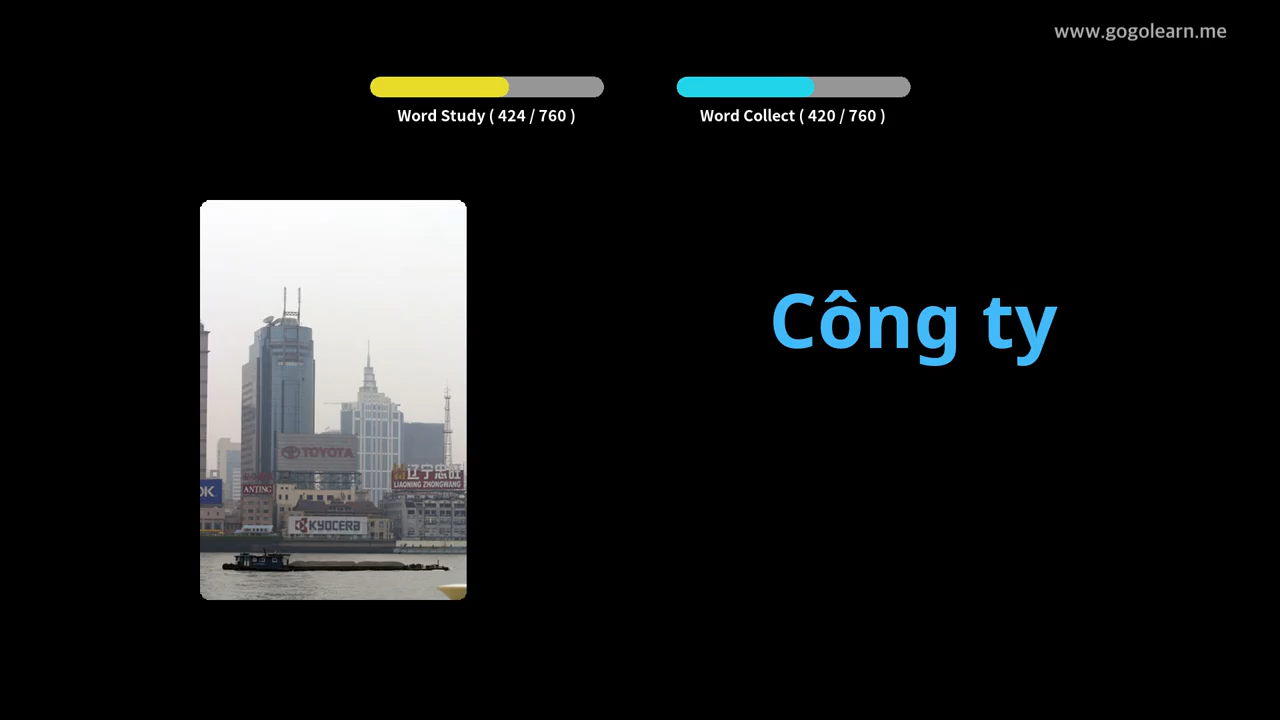 www.gogolearn.me
Word Study ( 424 / 760 )
Word Collect ( 420 / 760 )
Công ty
TOYOTA
辽宁忠旺
LIAONING ZHONGWANG
OK
ANTING
KYOCERA